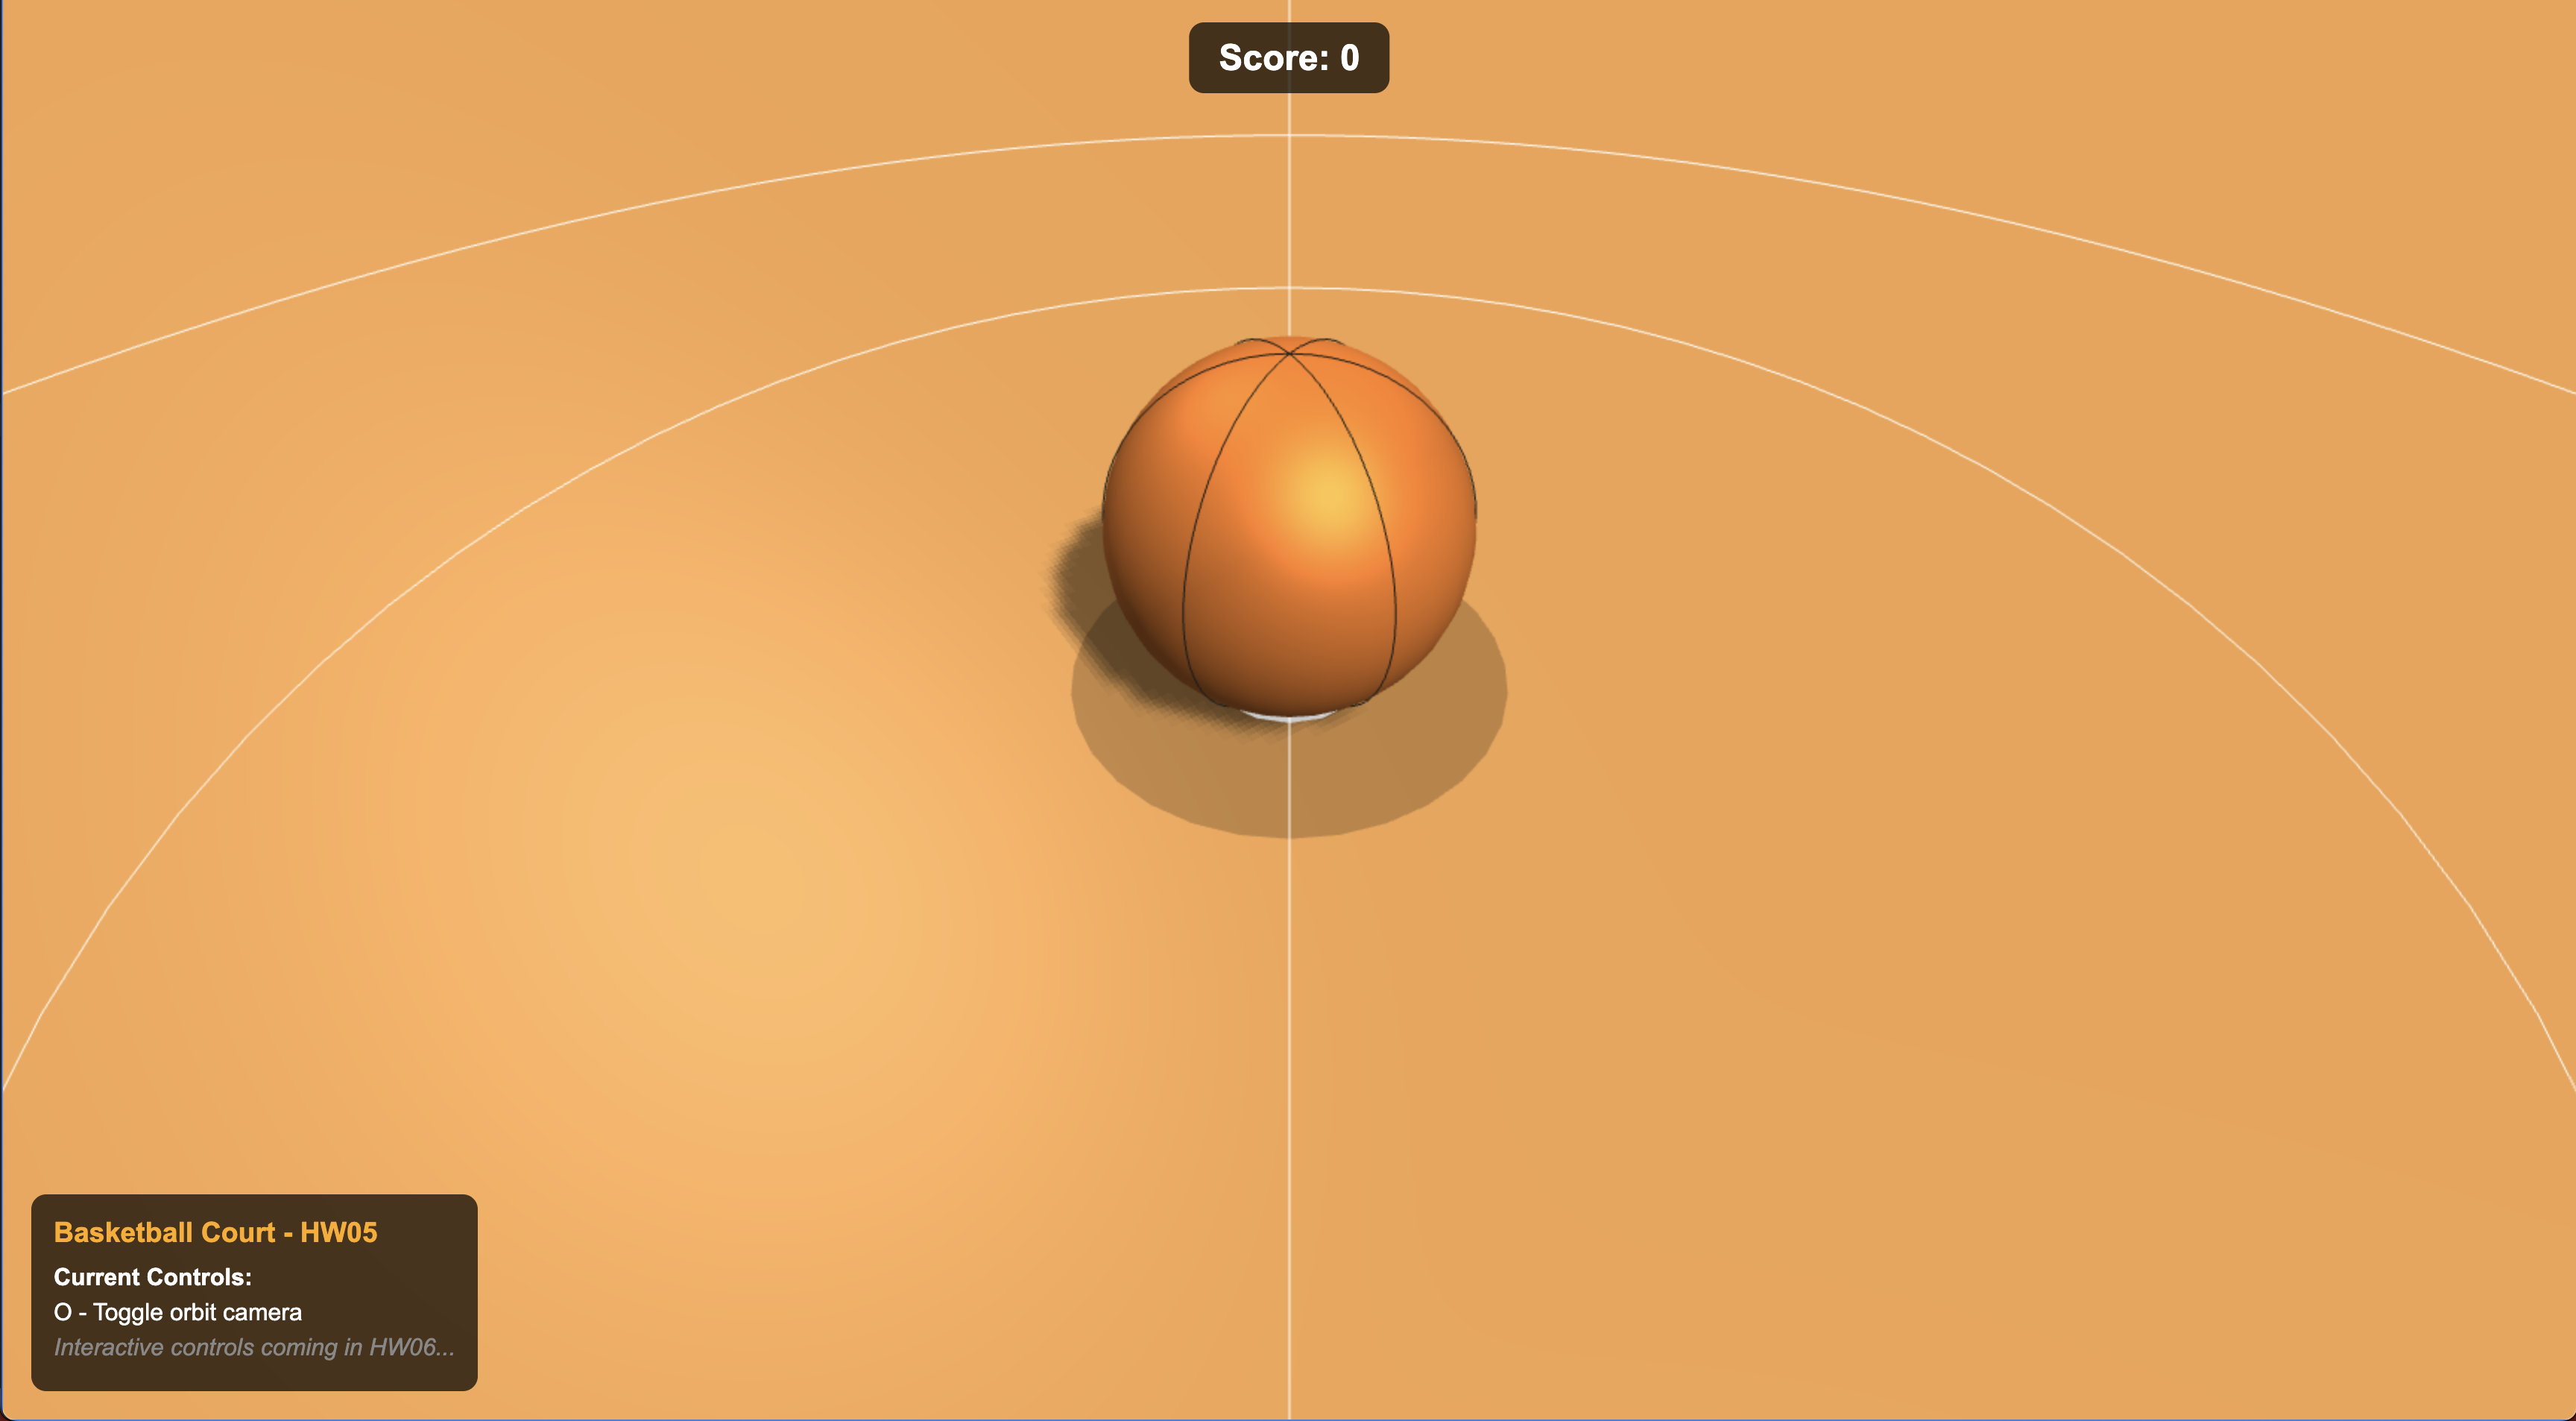 Score: 0
Basketball Court - HW05
Current Controls:
O - Toggle orbit camera
Interactive controls coming in HW06...